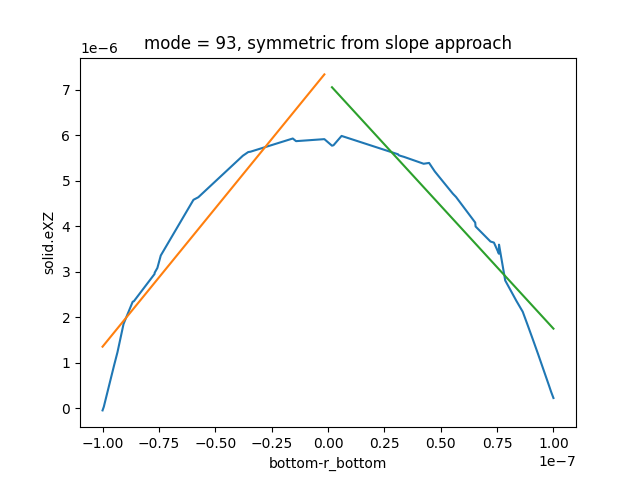 mode = 93, symmetric from slope approach
1e−6
7
6
5
4
3
2
1
0
solid.eXZ
−1.00 −0.75 −0.50 −0.25 0.00 0.25 0.50 0.75 1.00
bottom-r_bottom
1e−7